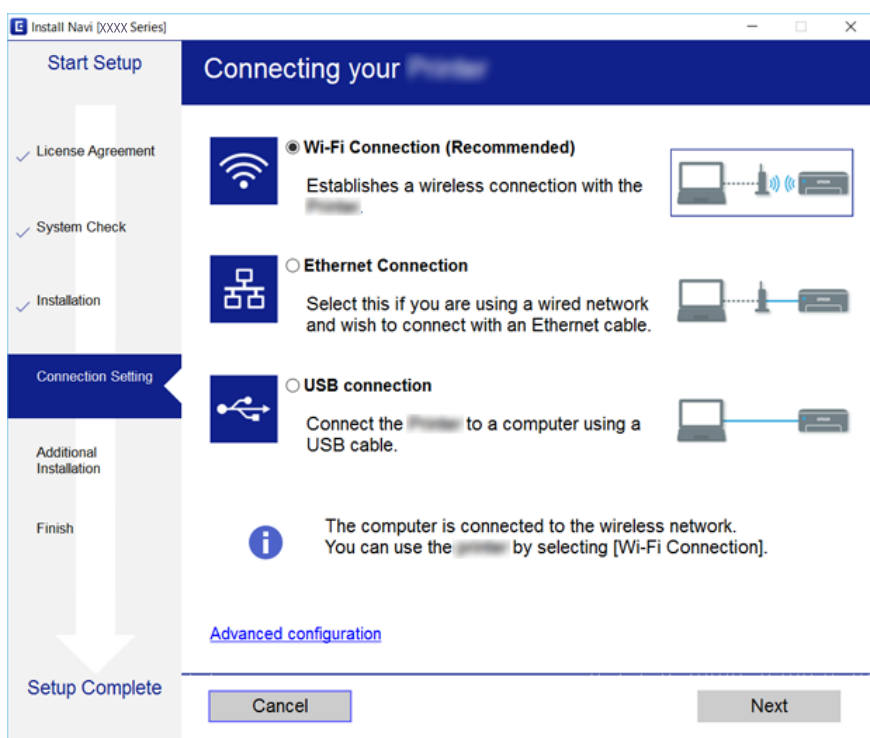 Install Navi [XXXX Series]
Start Setup
License Agreement
System Check
Installation
Connection Setting
Additional
Installation
Finish
Setup Complete
Connecting your
Wi-Fi Connection (Recommended)
Establishes a wireless connection with the
.
Ethernet Connection
Select this if you are using a wired network
and wish to connect with an Ethernet cable.
USB connection
Connect the to a computer using a
USB cable.
The computer is connected to the wireless network.
You can use the by selecting [Wi-Fi Connection].
Advanced configuration
Cancel
Next